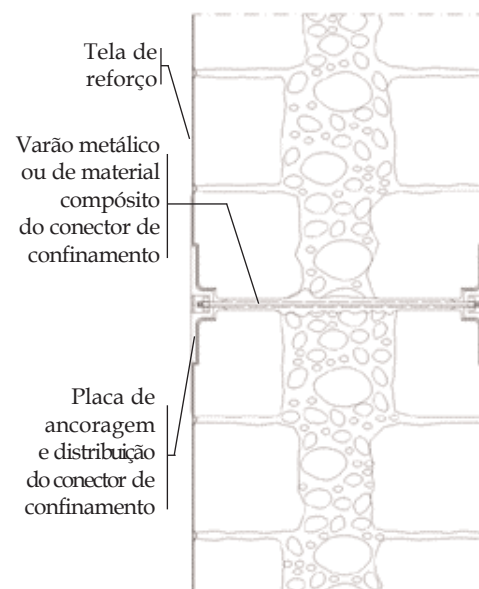 Tela de
reforço
Varão metálico
ou de material
compósito
do conector de
confinamento
Placa de
ancoragem
e distribuição
do conector de
confinamento